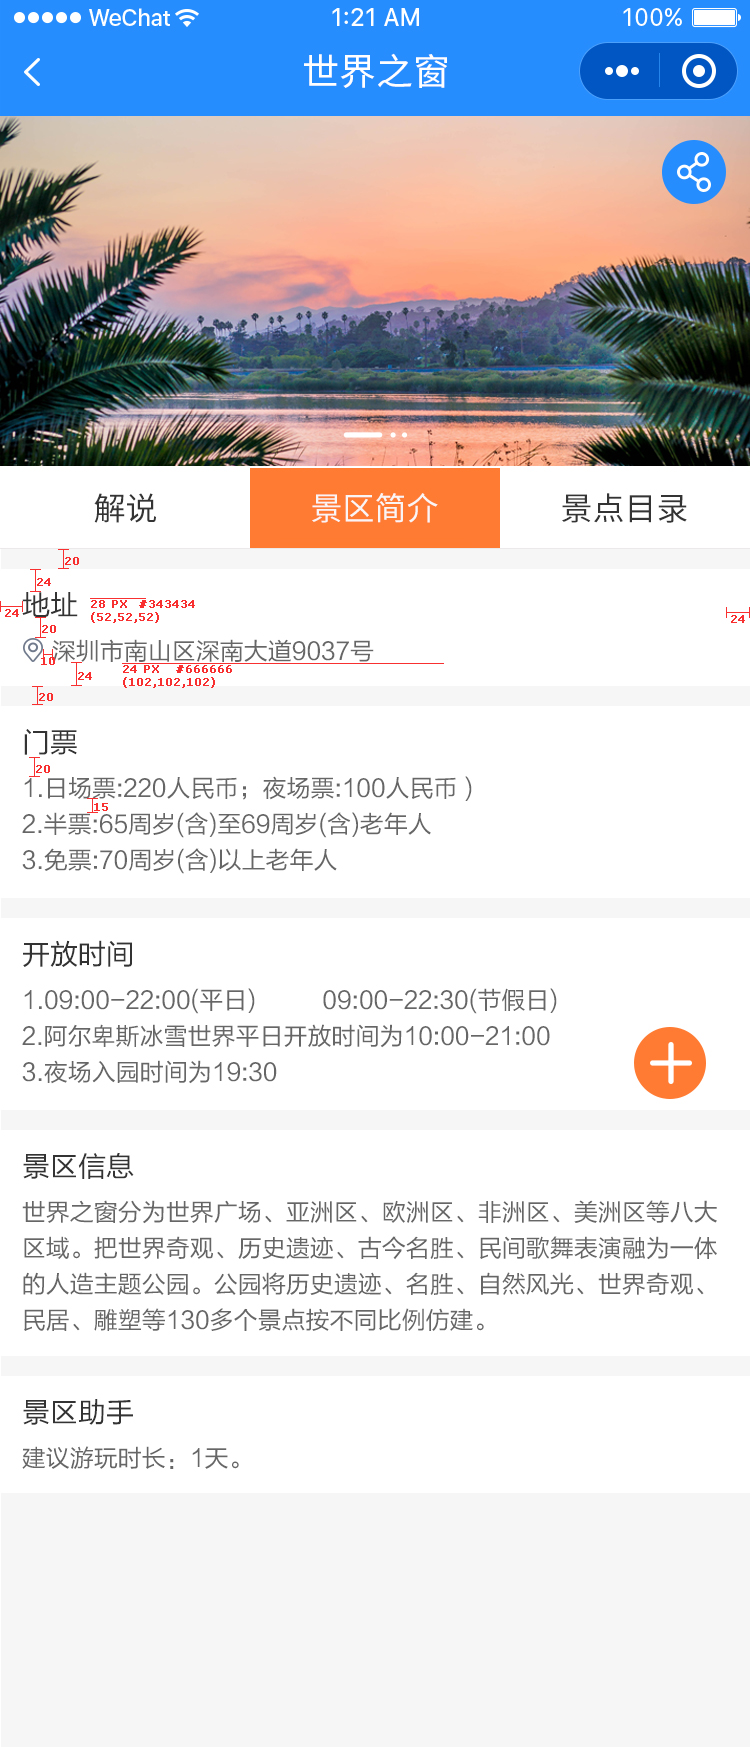 WeChat 1:21 AM 100%
世界之窗
解说 景区简介 景点目录
20
24
地址 28 PX #343434
24 (52,52,52) 24
20
深圳市南山区深南大道9037号
10
24 24 PX #666666
(102,102,102)
20
门票
20
1.日场票:220人民币；夜场票:100人民币 )
15
2.半票:65周岁(含)至69周岁(含)老年人
3.免票:70周岁(含)以上老年人
开放时间
1.09:00-22:00(平日) 09:00-22:30(节假日)
2.阿尔卑斯冰雪世界平日开放时间为10:00-21:00
3.夜场入园时间为19:30
景区信息
世界之窗分为世界广场、亚洲区、欧洲区、非洲区、美洲区等八大
区域。把世界奇观、历史遗迹、古今名胜、民间歌舞表演融为一体
的人造主题公园。公园将历史遗迹、名胜、自然风光、世界奇观、
民居、雕塑等130多个景点按不同比例仿建。
景区助手
建议游玩时长：1天。